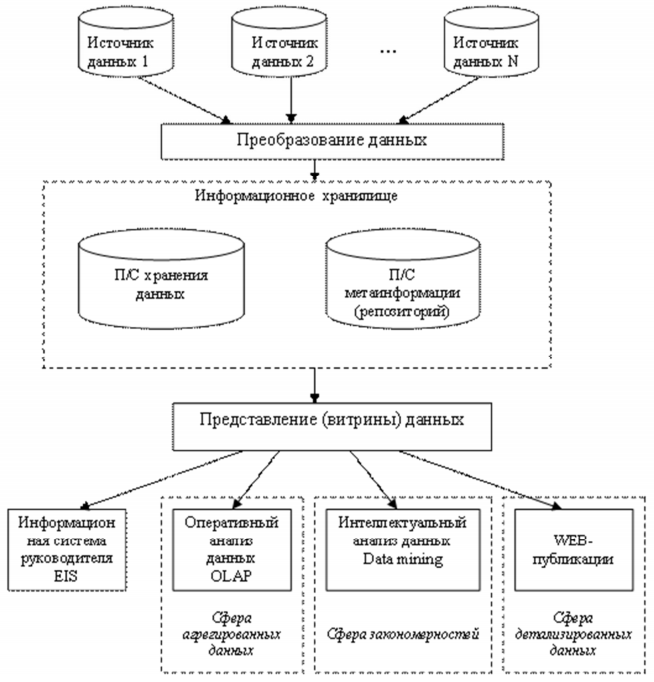 Источник
данных 1
Источник
данных 2
...
Источник
данных N
Преобразование данных
Информационное хранилище
П/С хранения
данных
П/С
метаинформации
(репозиторий)
Представление (витрины) данных
Информацион
ная система
руководителя
EIS
Оперативный
анализ
данных
OLAP
Интеллектуальный
анализ данных
Data mining
WEB-
публикации
Сфера
агрегированных
данных
Сфера закономерностей
Сфера
детализированных
данных